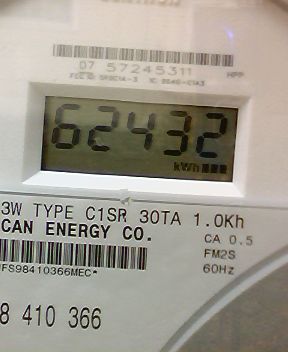 07 57245311 HPP
62432
kWh
3W TYPE C1SR 30TA 1.0Kh
CAN ENERGY CO.
CA 0.5
FM2S
60Hz
*FS98410366MEC*
8 410 366